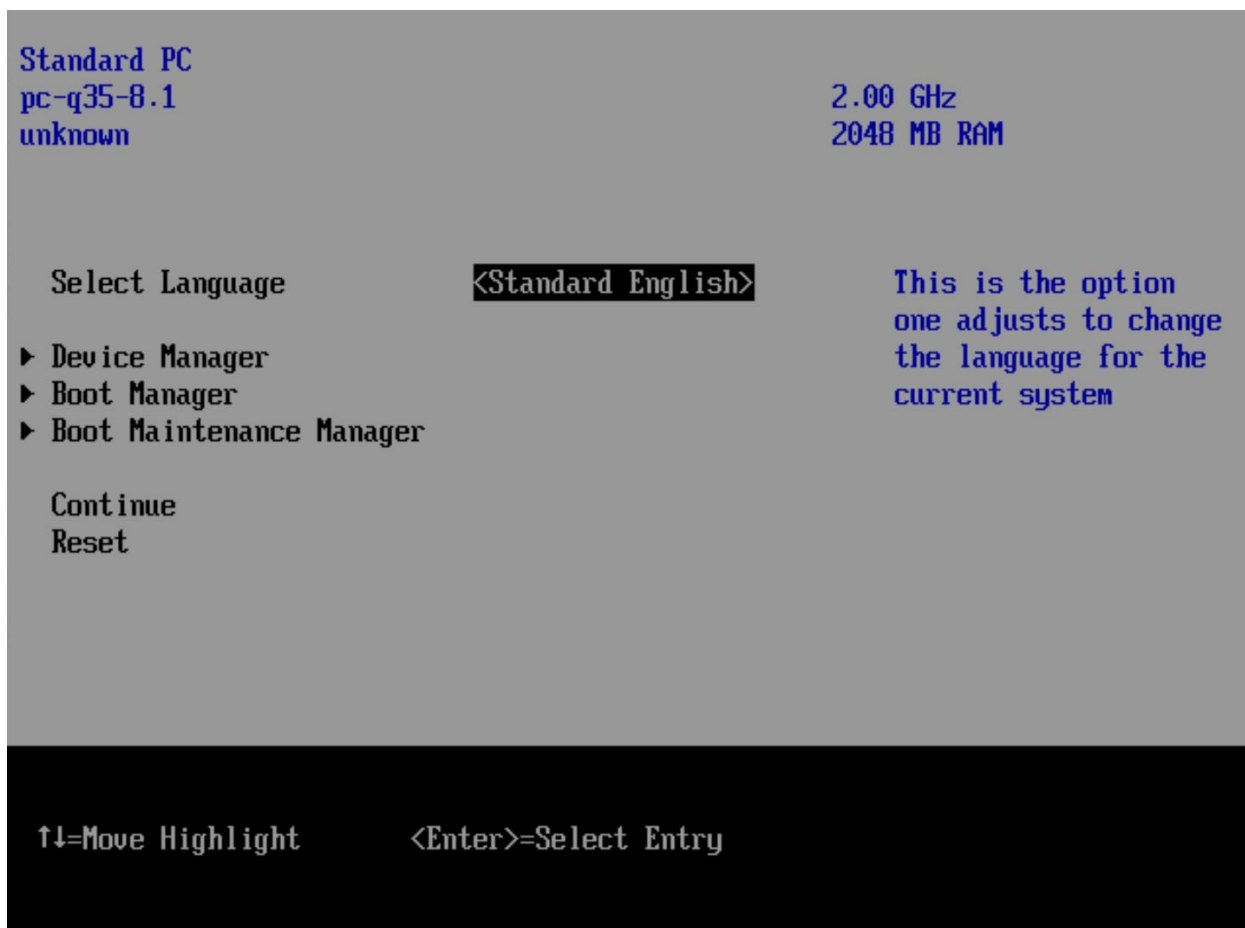 Standard PC
pc-q35-8.1
2.00 GHz
unknown
2048 MB RAM
Select Language
<Standard English>
This is the option
one adjusts to change
the language for the
current system
▶ Device Manager
▶ Boot Manager
▶ Boot Maintenance Manager
Continue
Reset
↑↓=Move Highlight
<Enter>=Select Entry